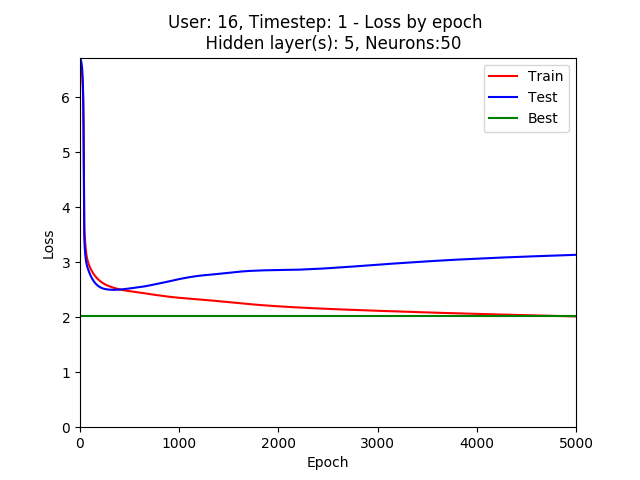 User: 16, Timestep: 1 - Loss by epoch
Hidden layer(s): 5, Neurons:50
Train
Test
Best
Loss
6
5
4
3
2
1
0
0 1000 2000 3000 4000 5000
Epoch